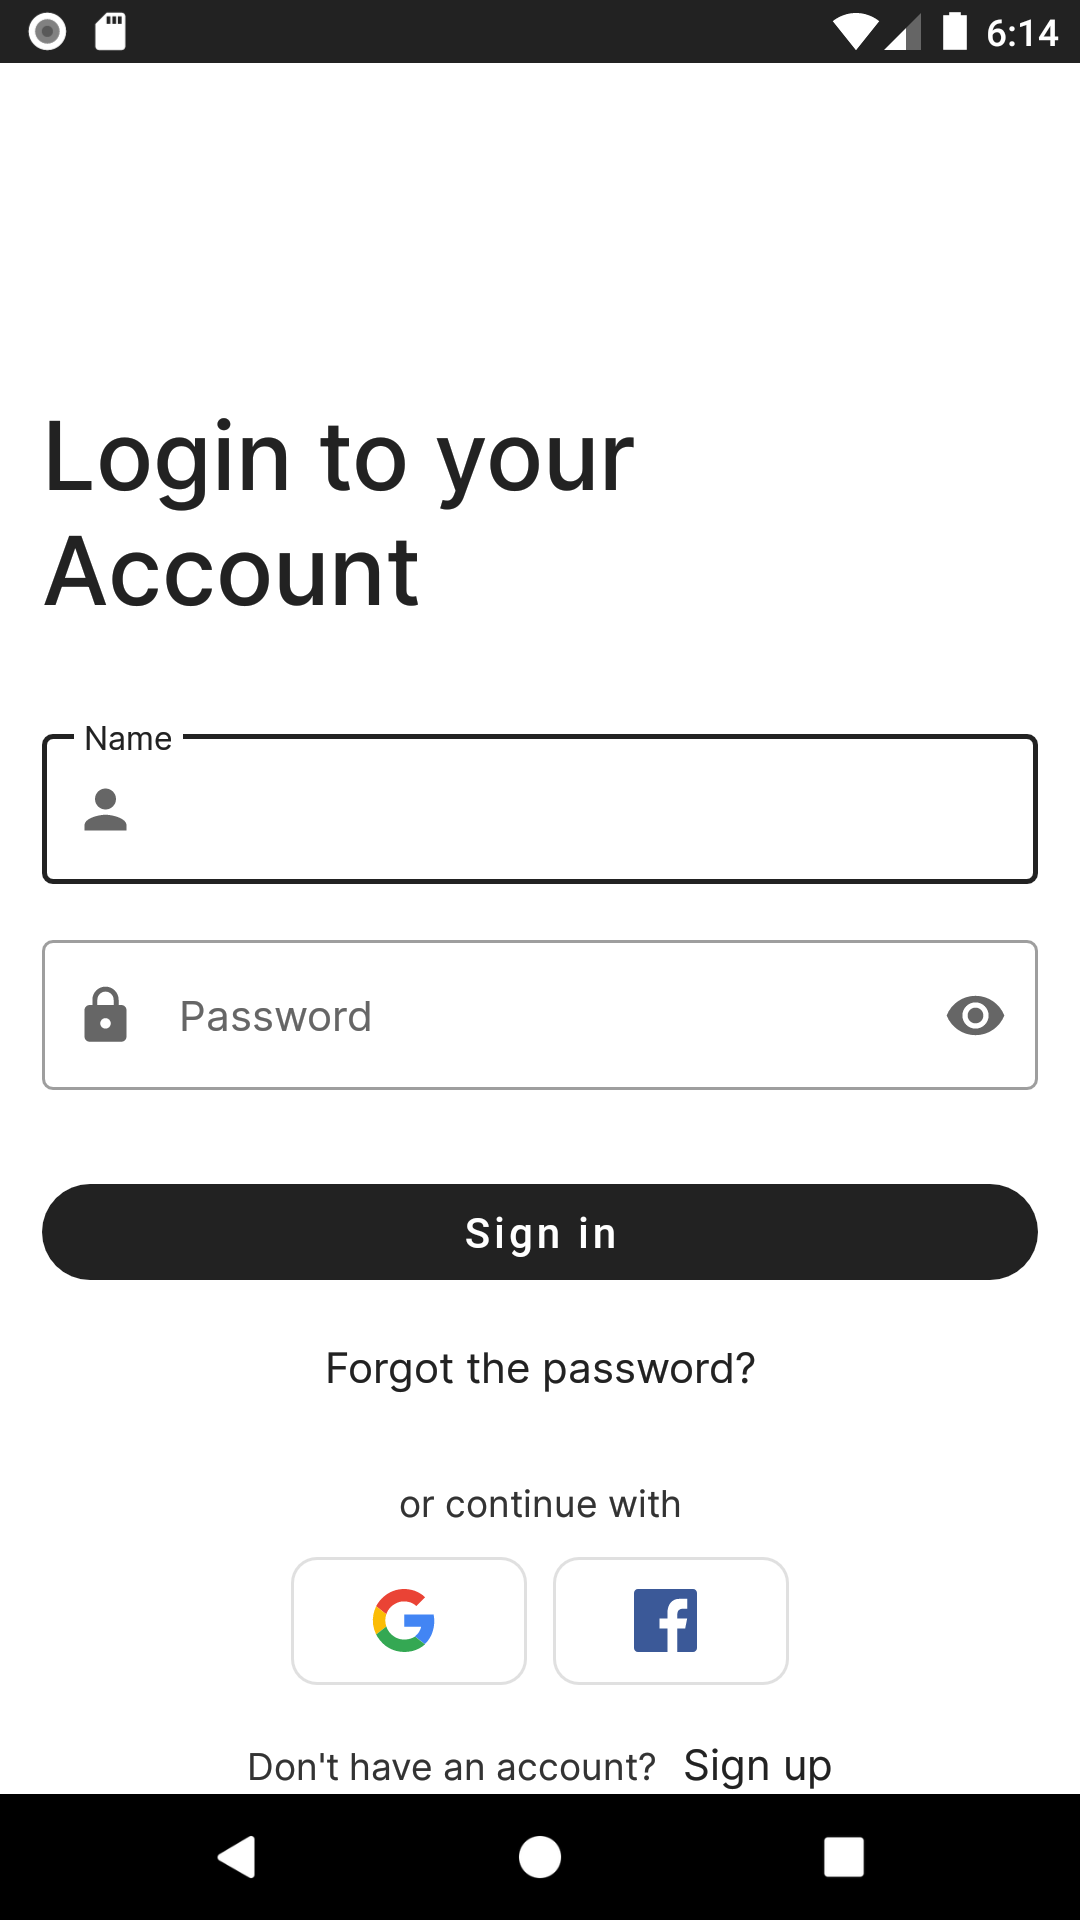 6:14
Login to your
Account
Name
Password
Sign in
Forgot the password?
or continue with
Don't have an account? Sign up